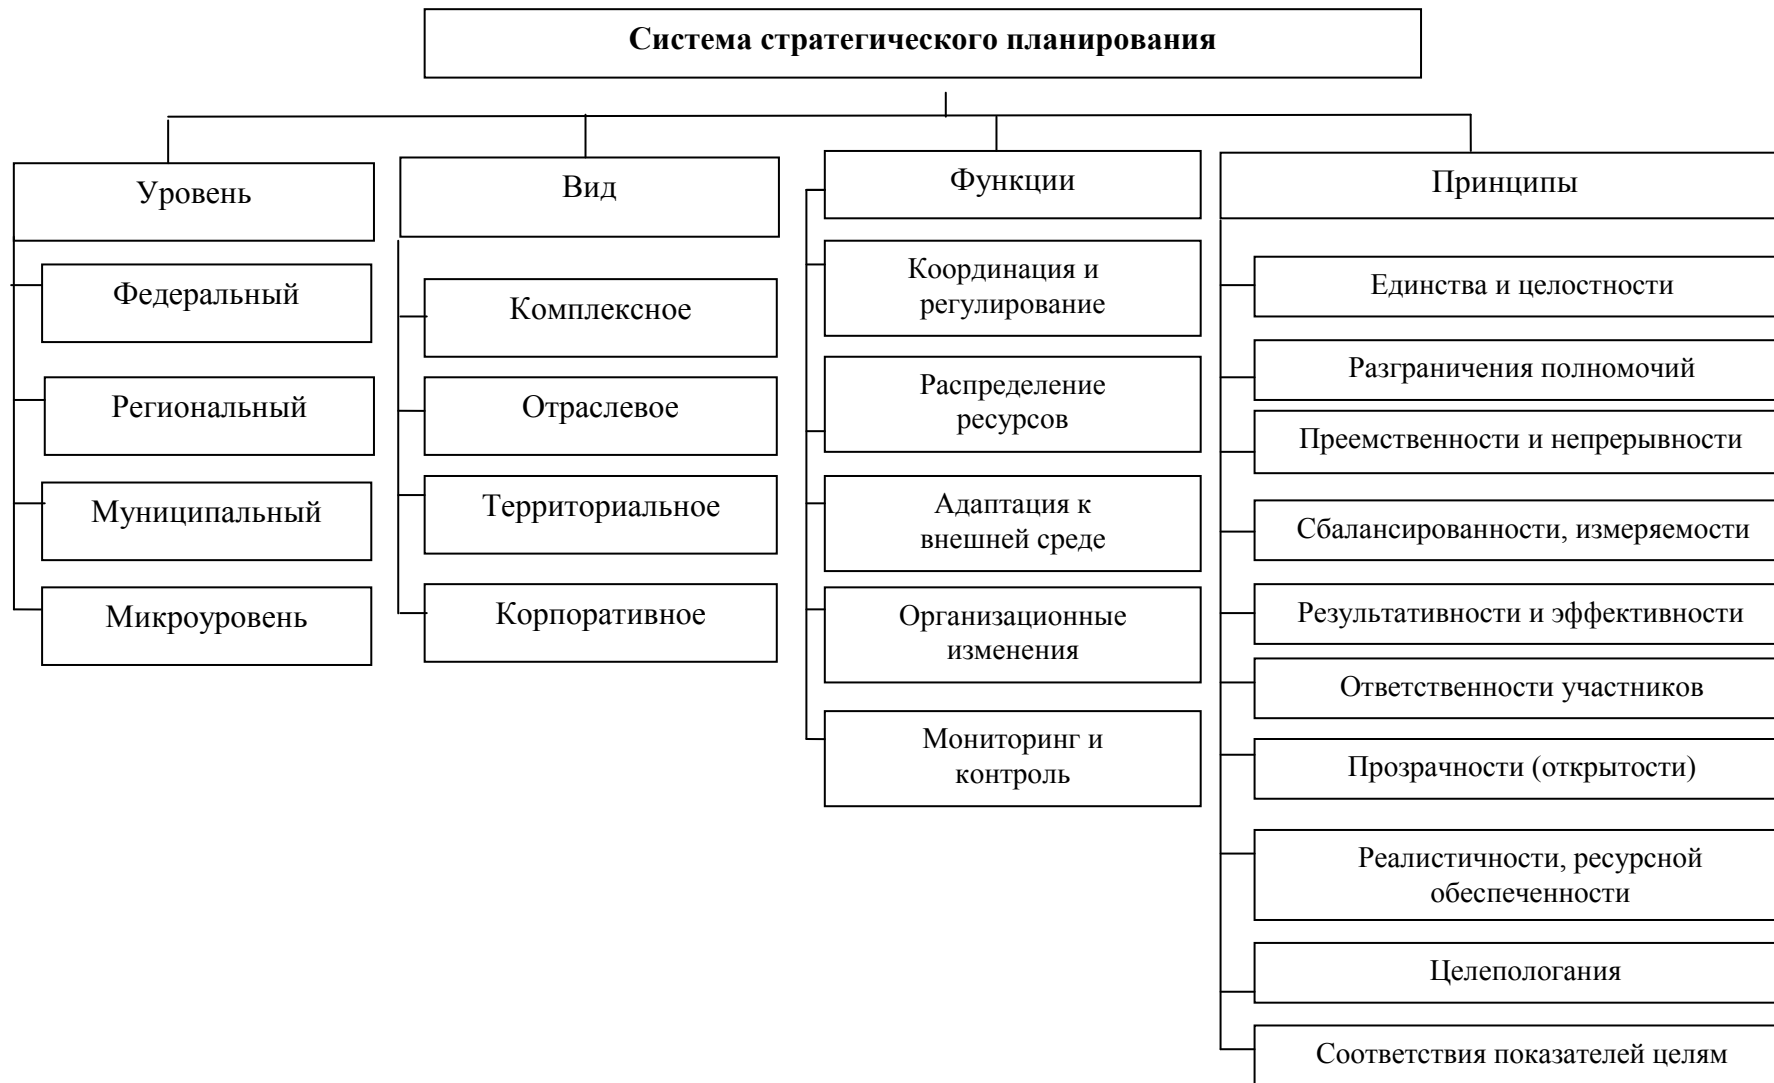 Система стратегического планирования
Уровень
Федеральный
Региональный
Муниципальный
Микроуровень
Вид
Комплексное
Отраслевое
Территориальное
Корпоративное
Функции
Координация и
регулирование
Распределение
ресурсов
Адаптация к
внешней среде
Организационные
изменения
Мониторинг и
контроль
Принципы
Единства и целостности
Разграничения полномочий
Преемственности и непрерывности
Сбалансированности, измеряемости
Результативности и эффективности
Ответственности участников
Прозрачности (открытости)
Реалистичности, ресурсной
обеспеченности
Целепологания
Соответствия показателей целям